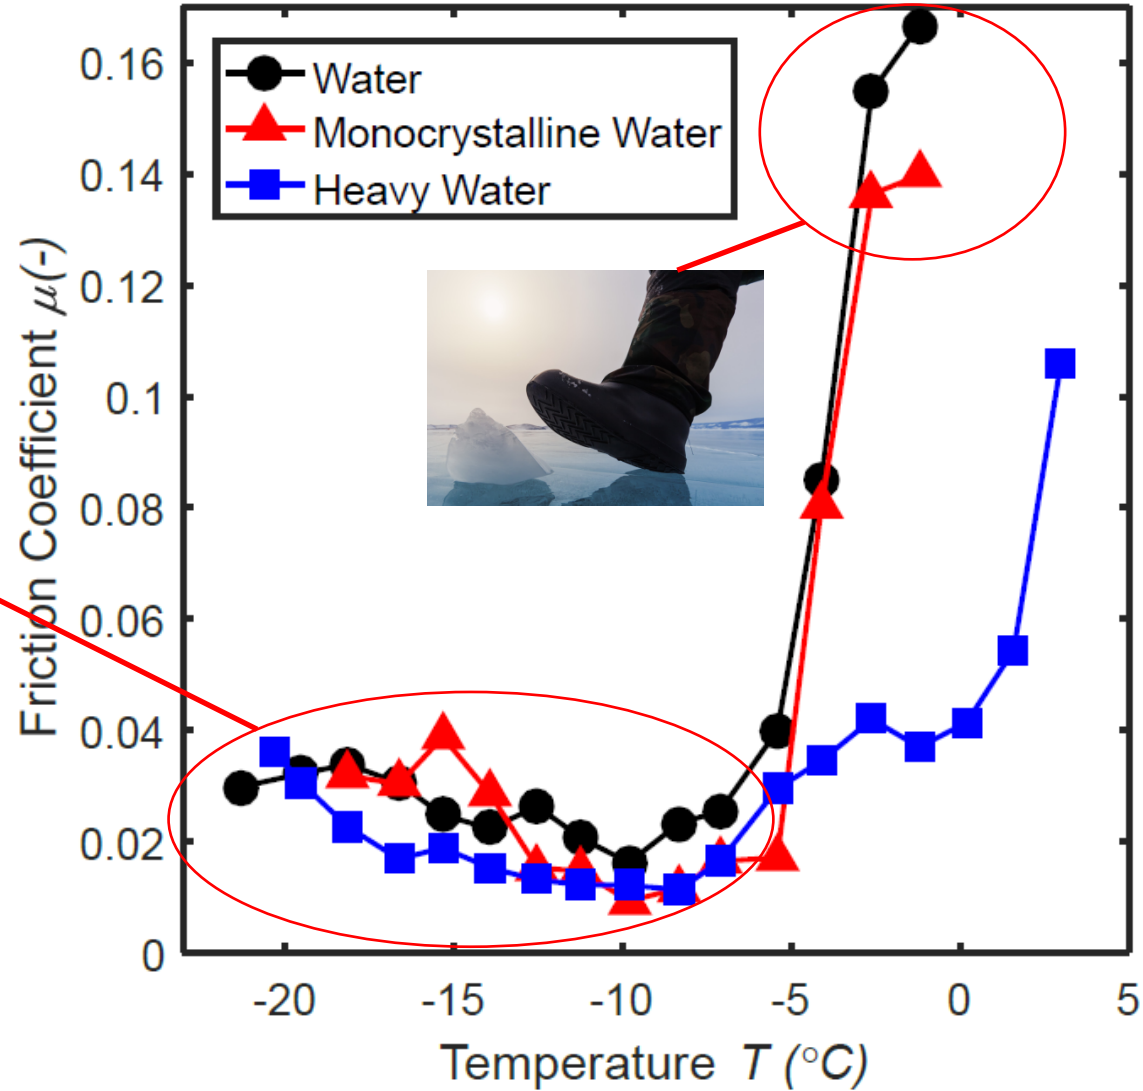 Water
Monocrystalline Water
Heavy Water
0.16
0.14
0.12
0.1
0.08
0.06
0.04
0.02
0
Friction Coefficient μ(-)
-20 -15 -10 -5 0 5
Temperature T (°C)